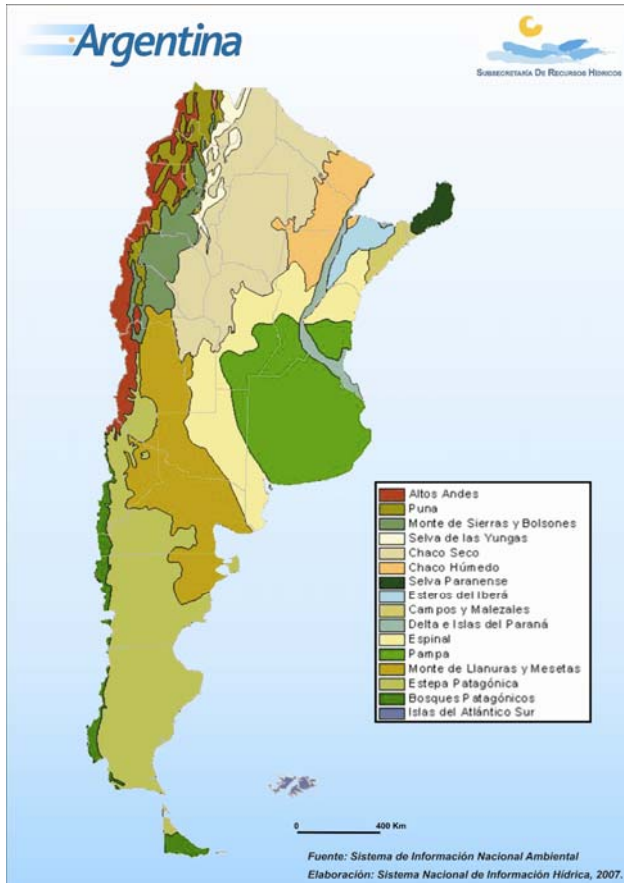 Argentina
SUBSECRETARÍA DE RECURSOS HÍDRICOS
Altos Andes
Puna
Monte de Sierras y Bolsones
Selva de las Yungas
Chaco Seco
Chaco Húmedo
Selva Paranense
Esteros del Iberá
Campos y Malezales
Delta e Islas del Paraná
Espinal
Pampa
Monte de Llanuras y Mesetas
Estepa Patagónica
Bosques Patagónicos
Islas del Atlántico Sur
0 400 Km
Fuente: Sistema de Información Nacional Ambiental
Elaboración: Sistema Nacional de Información Hídrica, 2007.